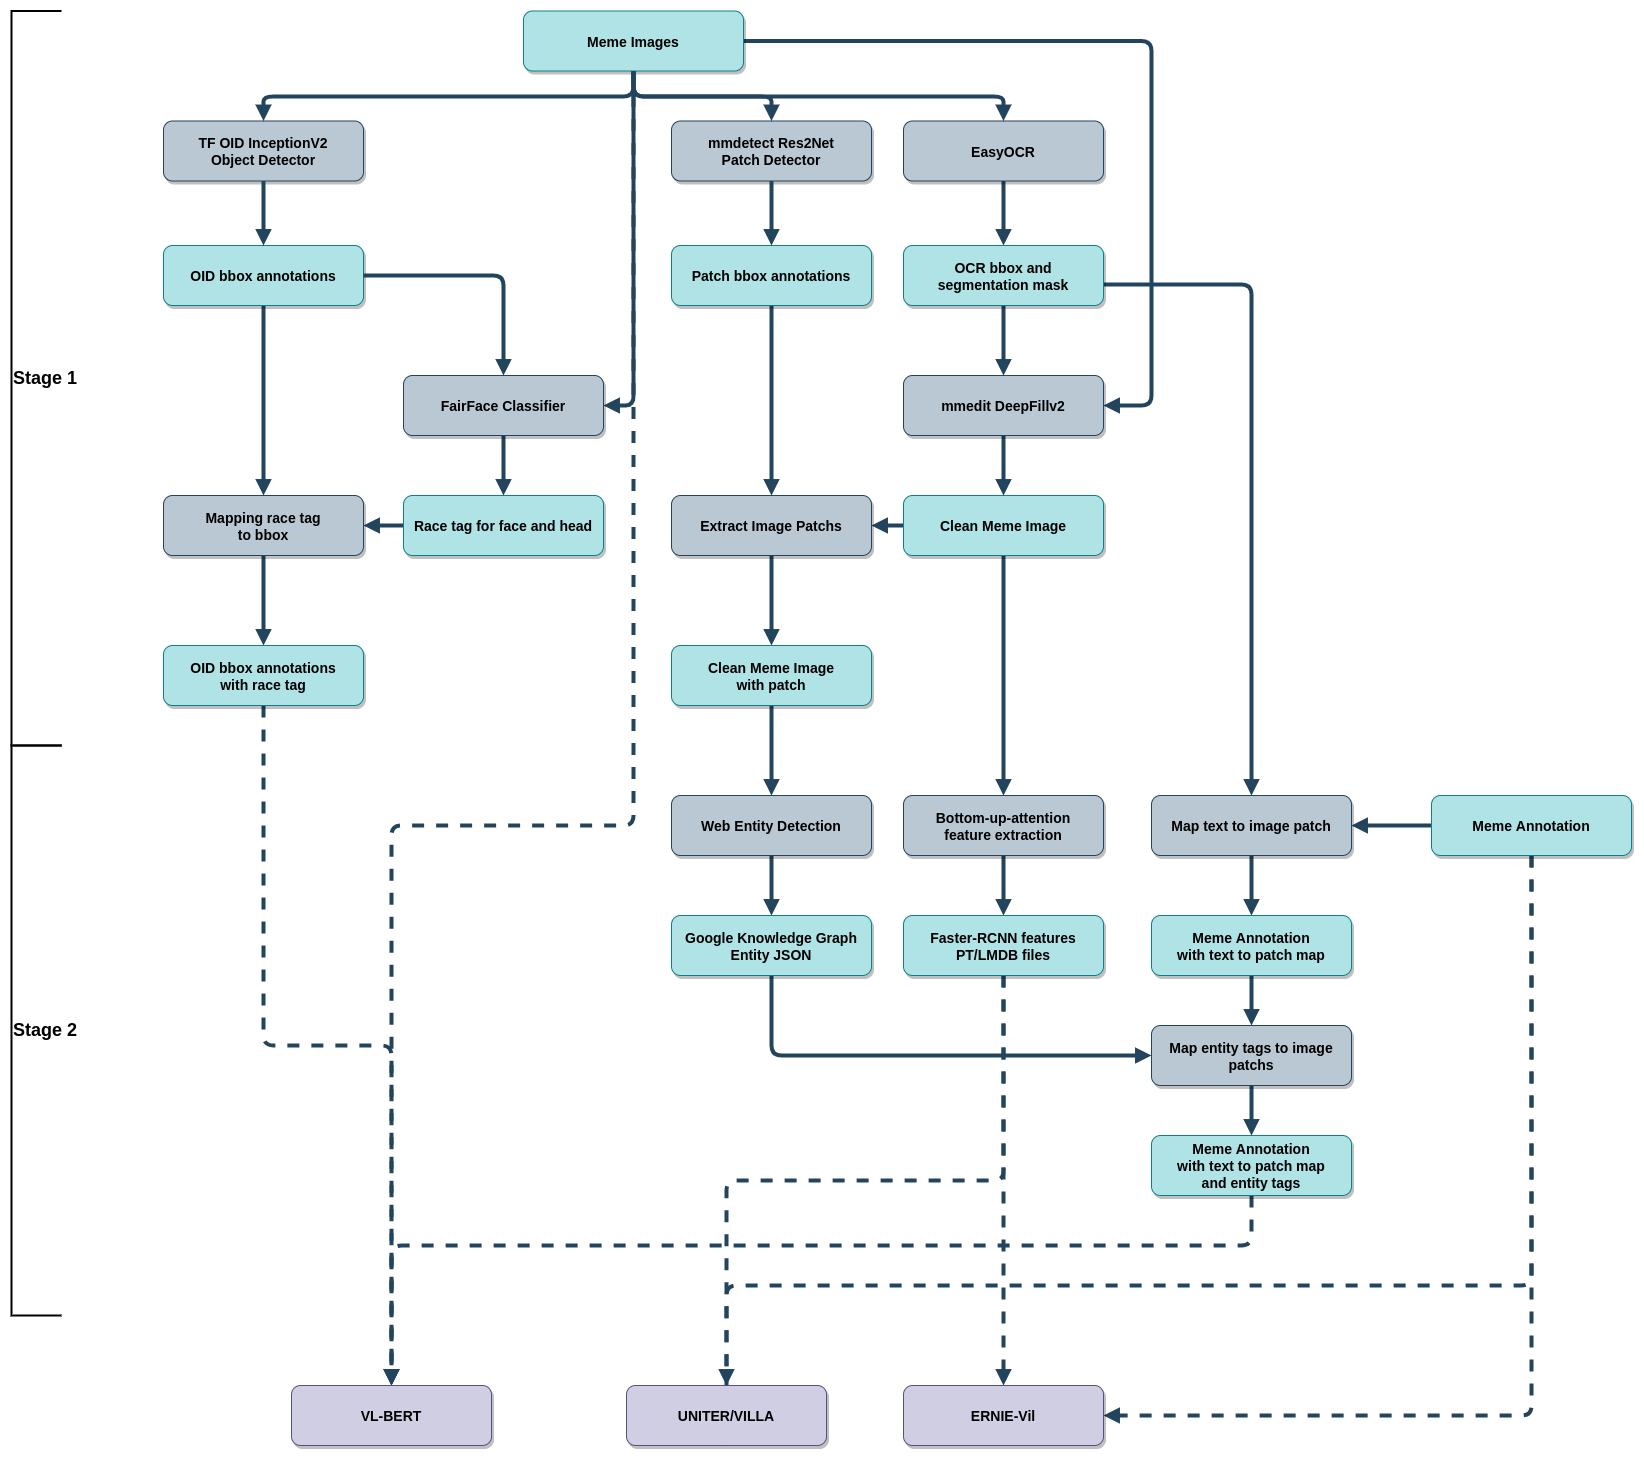 Meme Images
TF OID InceptionV2
Object Detector
mmdetect Res2Net
Patch Detector
EasyOCR
OID bbox annotations
Patch bbox annotations
OCR bbox and
segmentation mask
Stage 1
FairFace Classifier
mmedit DeepFillv2
Mapping race tag
to bbox
Race tag for face and head
Extract Image Patchs
Clean Meme Image
OID bbox annotations
with race tag
Clean Meme Image
with patch
Web Entity Detection
Bottom-up-attention
feature extraction
Map text to image patch
Meme Annotation
Google Knowledge Graph
Entity JSON
Faster-RCNN features
PT/LMDB files
Meme Annotation
with text to patch map
Stage 2
Map entity tags to image
patchs
Meme Annotation
with text to patch map
and entity tags
VL-BERT
UNITER/VILLA
ERNIE-Vil